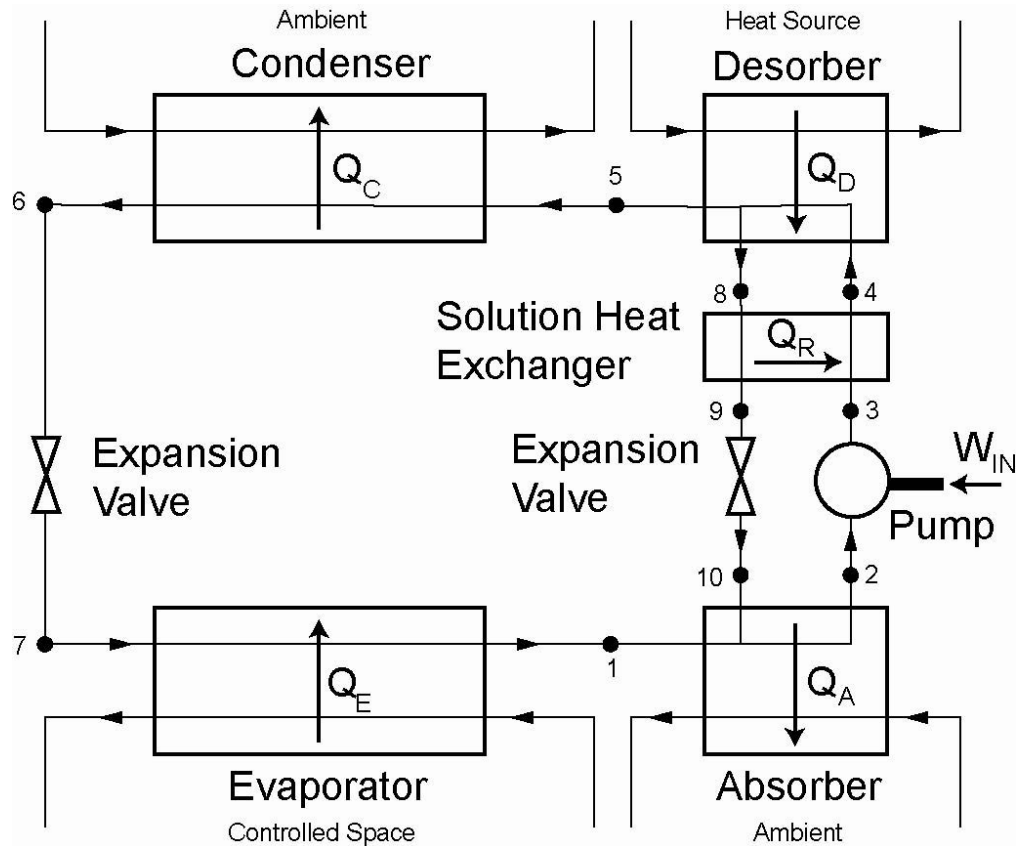 Ambient
Heat Source
Condenser
Desorber
Q_C
Q_D
5
6
8
4
Solution Heat
Exchanger
Q_R
9
3
Expansion
Valve
Expansion
Valve
W_IN
Pump
10
2
7
1
Q_E
Q_A
Evaporator
Absorber
Controlled Space
Ambient